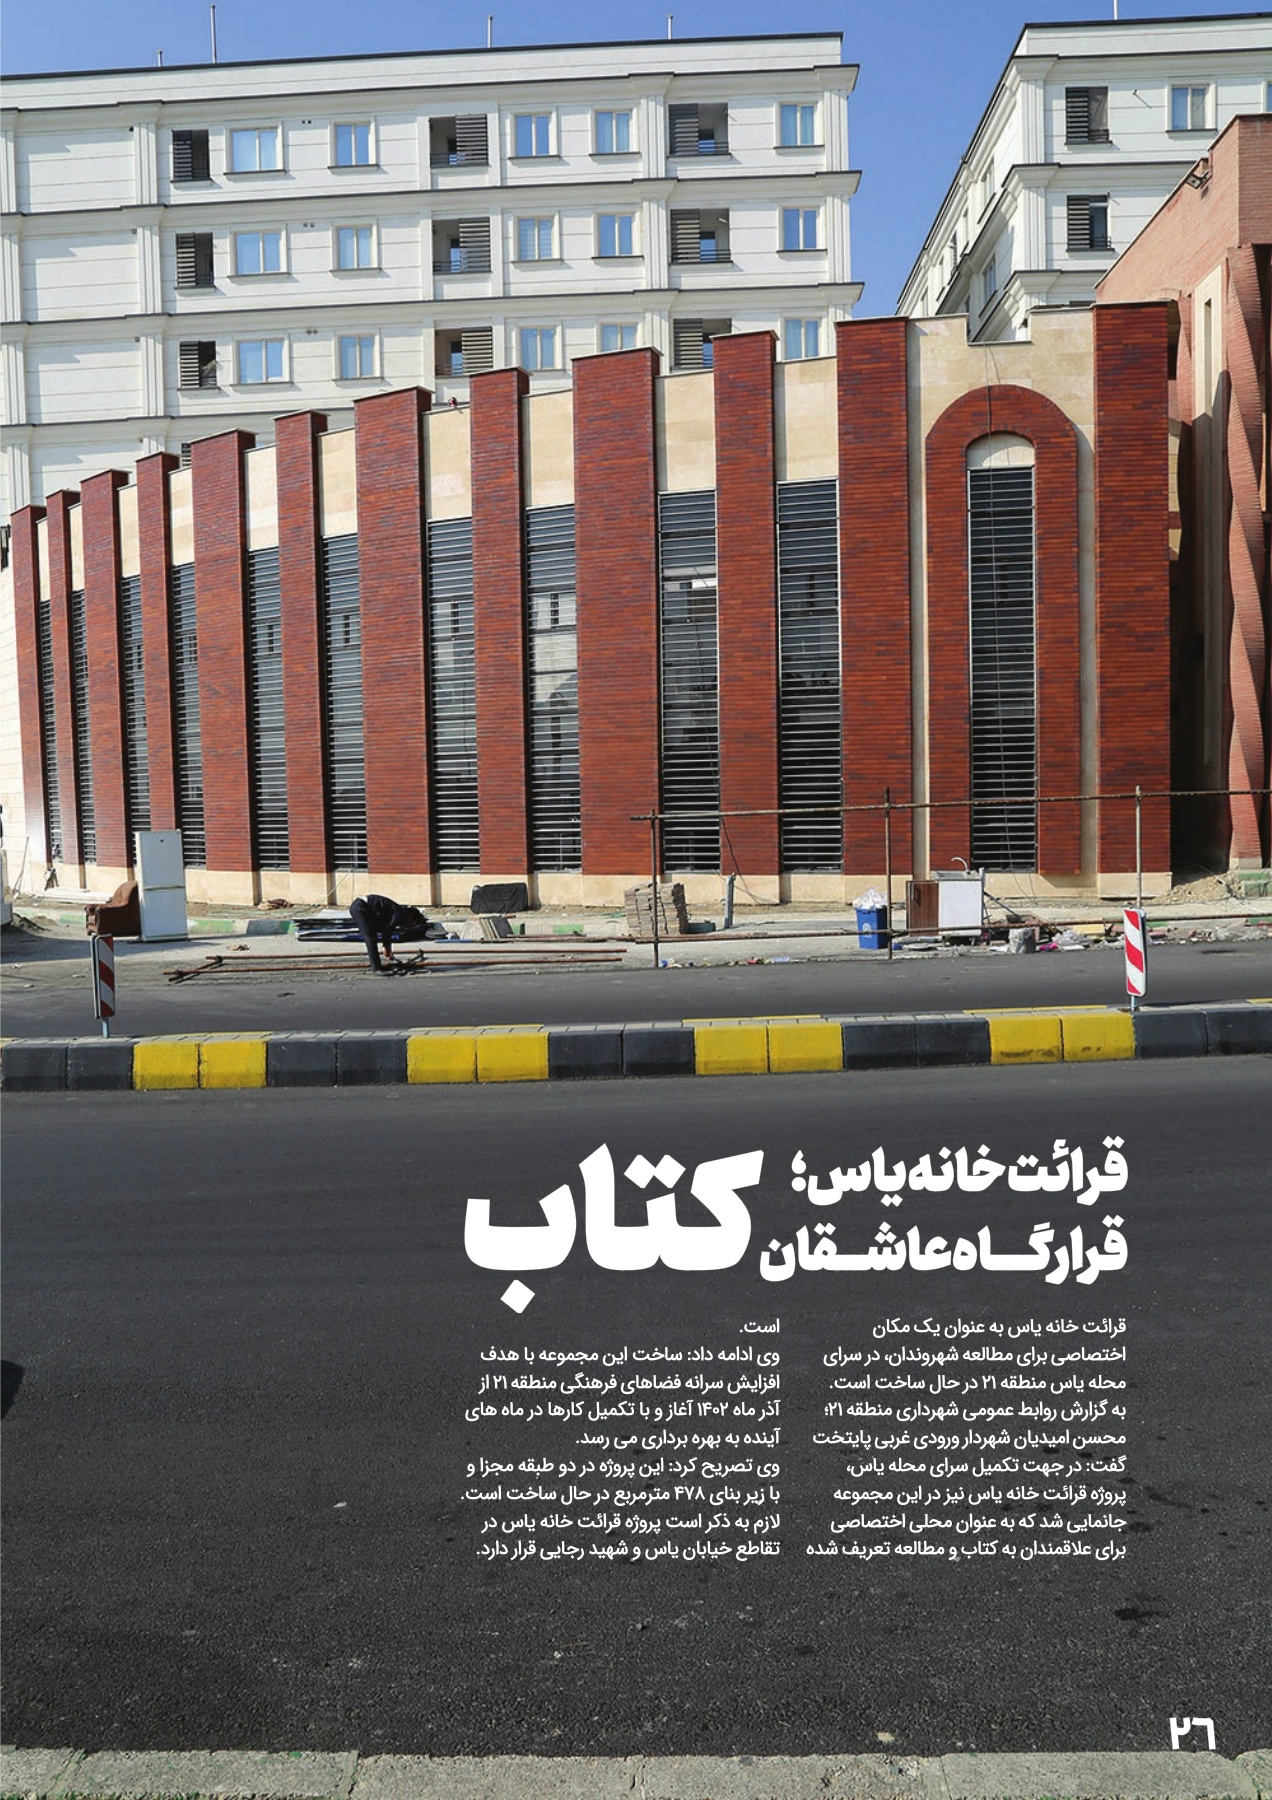 قرائت‌خانه یاس؛
قرارگاه عاشقان کتاب
قرائت خانه یاس به عنوان یک مکان
اختصاصی برای مطالعه شهروندان، در سرای
محله یاس منطقه ۲۱ در حال ساخت است.
به گزارش روابط عمومی شهرداری منطقه ۲۱؛
محسن امیدیان شهردار ورودی غربی پایتخت
گفت: در جهت تکمیل سرای محله یاس،
پروژه قرائت خانه یاس نیز در این مجموعه
جانمایی شد که به عنوان محلی اختصاصی
برای علاقمندان به کتاب و مطالعه تعریف شده
است.
وی ادامه داد: ساخت این مجموعه با هدف
افزایش سرانه فضاهای فرهنگی منطقه ۲۱ از
آذر ماه ۱۴۰۲ آغاز و با تکمیل کارها در ماه های
آینده به بهره برداری می رسد.
وی تصریح کرد: این پروژه در دو طبقه مجزا و
با زیر بنای ۴۷۸ مترمربع در حال ساخت است.
لازم به ذکر است پروژه قرائت خانه یاس در
تقاطع خیابان یاس و شهید رجایی قرار دارد.
۲۶